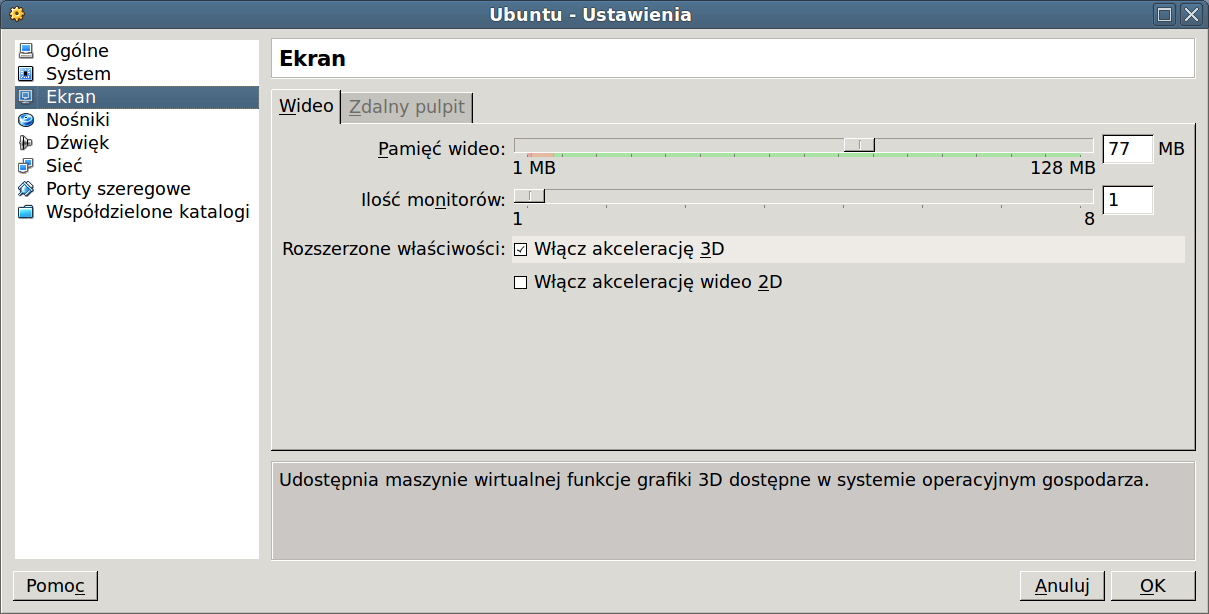 Ubuntu - Ustawienia
Ogólne
System
Ekran
Nośniki
Dźwięk
Sieć
Porty szeregowe
Współdzielone katalogi
Ekran
Wideo Zdalny pulpit
Pamięć wideo: 77 MB
1 MB 128 MB
Ilość monitorów: 1
1 8
Rozszerzone właściwości: Włącz akcelerację 3D
Włącz akcelerację wideo 2D
Udostępnia maszynie wirtualnej funkcje grafiki 3D dostępne w systemie operacyjnym gospodarza.
Pomoc Anuluj OK